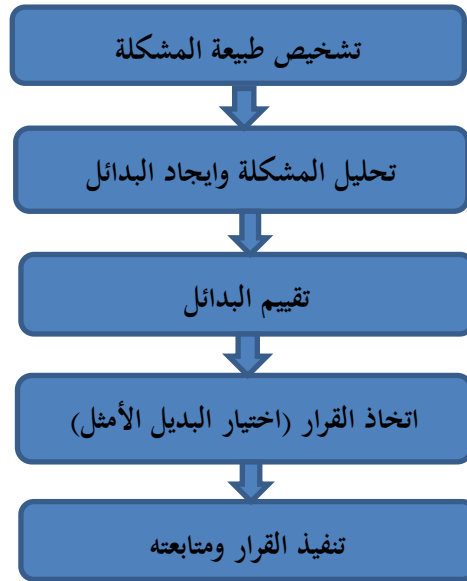 تشخيص طبيعة المشكلة
تحليل المشكلة وايجاد البدائل
تقييم البدائل
اتخاذ القرار (اختيار البديل الأمثل)
تنفيذ القرار ومتابعته